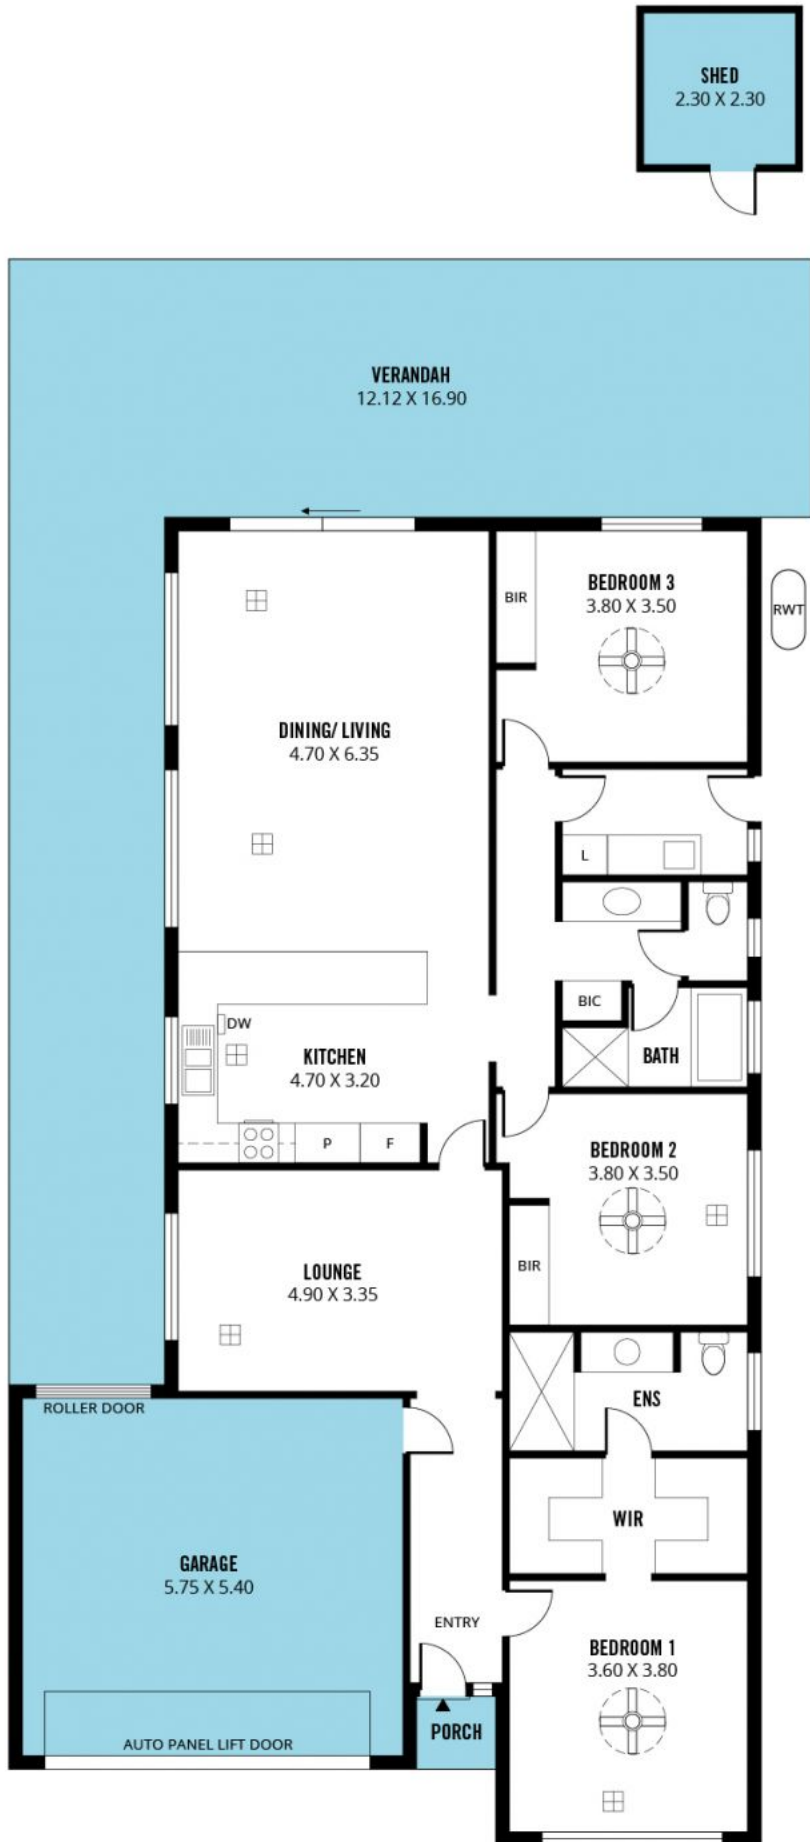 SHED
2.30 X 2.30
VERANDAH
12.12 X 16.90
BIR
BEDROOM 3
3.80 X 3.50
RWT
DINING/ LIVING
4.70 X 6.35
L
BIC
DW
KITCHEN
4.70 X 3.20
BATH
P
F
BEDROOM 2
3.80 X 3.50
BIR
LOUNGE
4.90 X 3.35
ENS
ROLLER DOOR
WIR
GARAGE
5.75 X 5.40
ENTRY
BEDROOM 1
3.60 X 3.80
PORCH
AUTO PANEL LIFT DOOR